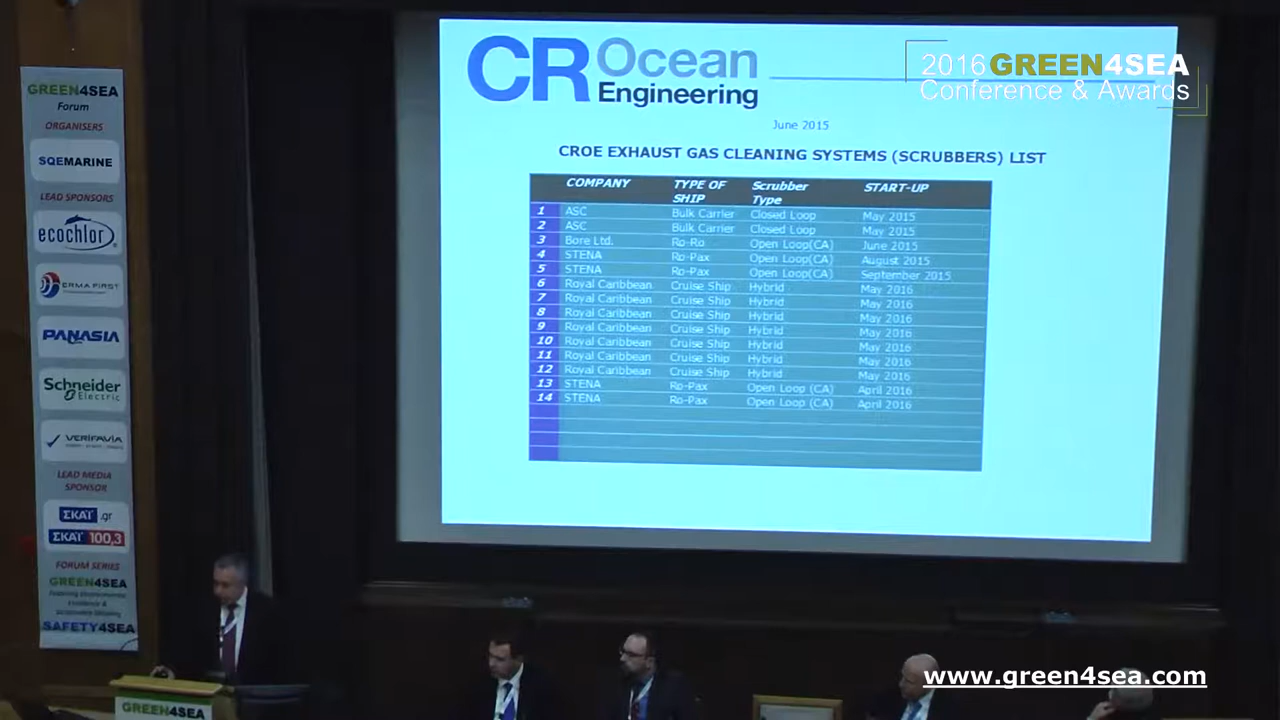 GREEN4SEA
Forum
ORGANISERS
SQEMARINE
LEAD SPONSORS
ecochlor
ERMA FIRST
PANASIA
Schneider
Electric
VERIFAVIA
LEAD MEDIA
SPONSOR
ΣΚΑΪ .gr
ΣΚΑΪ 100,3
FORUM SERIES
GREEN4SEA
SAFETY4SEA
CR Ocean
Engineering
2016 GREEN4SEA
Conference & Awards
June 2015
CROE EXHAUST GAS CLEANING SYSTEMS (SCRUBBERS) LIST
COMPANY TYPE OF SHIP Scrubber Type START-UP
1 ASC Bulk Carrier Closed Loop May 2015
2 ASC Bulk Carrier Closed Loop May 2015
3 Bore Ltd. Ro-Ro Open Loop(CA) June 2015
4 STENA Ro-Pax Open Loop(CA) August 2015
5 STENA Ro-Pax Open Loop(CA) September 2015
6 Royal Caribbean Cruise Ship Hybrid May 2016
7 Royal Caribbean Cruise Ship Hybrid May 2016
8 Royal Caribbean Cruise Ship Hybrid May 2016
9 Royal Caribbean Cruise Ship Hybrid May 2016
10 Royal Caribbean Cruise Ship Hybrid May 2016
11 Royal Caribbean Cruise Ship Hybrid May 2016
12 Royal Caribbean Cruise Ship Hybrid May 2016
13 STENA Ro-Pax Open Loop (CA) April 2016
14 STENA Ro-Pax Open Loop (CA) April 2016
GREEN4SEA
www.green4sea.com